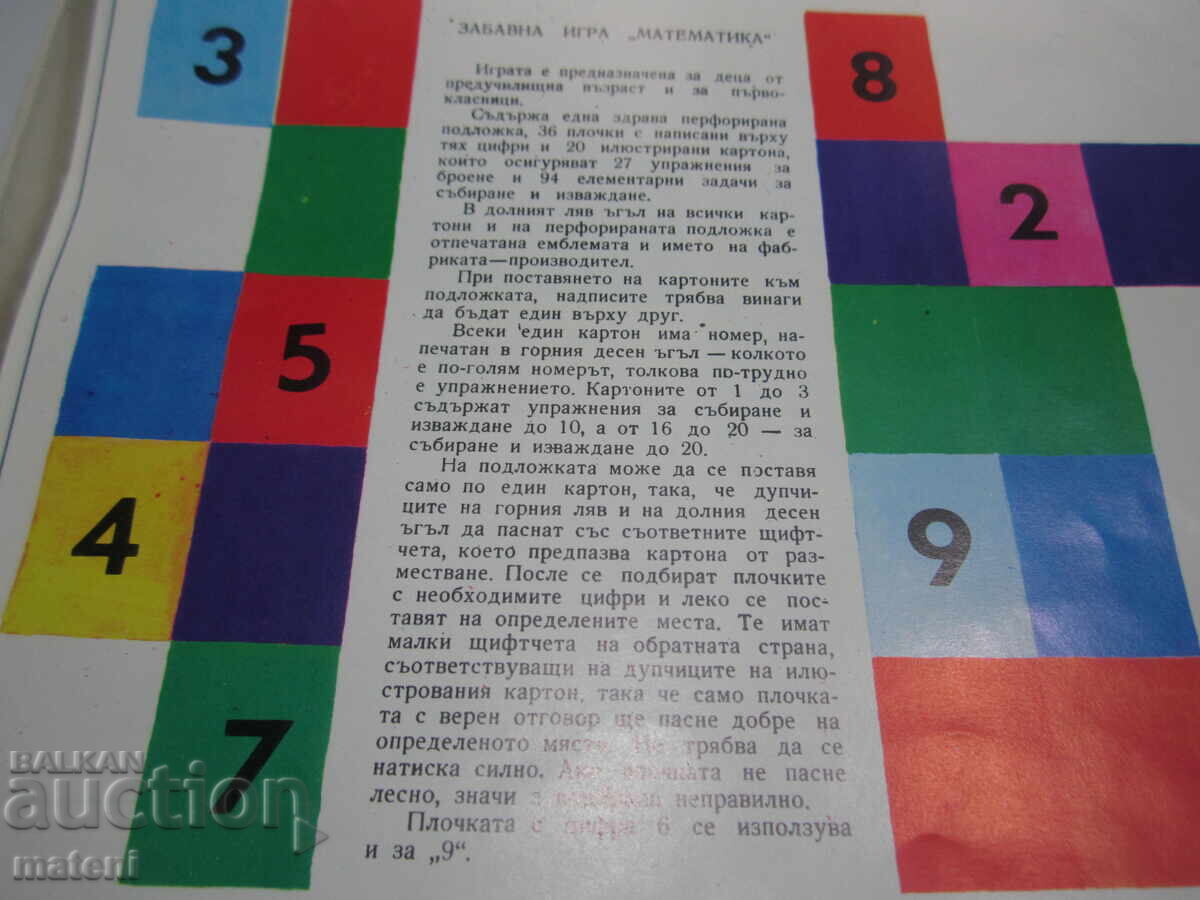 ЗАБАВНА ИГРА „МАТЕМАТИКА“
Играта е предназначена за деца от
предучилищна възраст и за първо-
класници.
Съдържа една здрава перфорирана
подложка, 36 плочки с написани върху
тях цифри и 20 илюстрирани картона,
които осигуряват 27 упражнения за
броене и 94 елементарни задачи за
събиране и изваждане.
В долният ляв ъгъл на всички кар-
тони и на перфорираната подложка е
отпечатана емблемата и името на фаб-
риката—производител.
При поставянето на картоните към
подложката, надписите трябва винаги
да бъдат един върху друг.
Всеки един картон има номер, на-
печатан в горния десен ъгъл — колкото
е по-голям номерът, толкова по-трудно
е упражнението. Картоните от 1 до 3
съдържат упражнения за събиране и
изваждане до 10, а от 16 до 20 — за
събиране и изваждане до 20.
На подложката може да се поставя
само по един картон, така, че дупчи-
ците на горния ляв и на долния десен
ъгъл да паснат със съответните щифт-
чета, което предпазва картона от раз-
местване. После се подбират плочките
с необходимите цифри и леко се пос-
тавят на определените места. Те имат
малки щифтчета на обратната страна,
съответствуващи на дупчиците на илю-
стрования картон, така че само плочка-
та с верен отговор ще пасне добре на
определеното място. Не трябва да се
натиска силно. Ако плочката не пасне
лесно, значи неправилно.
Плочката с цифра 6 се използува
и за „9“.
3
8
2
5
4
9
7
BALKAN
auction
mateni